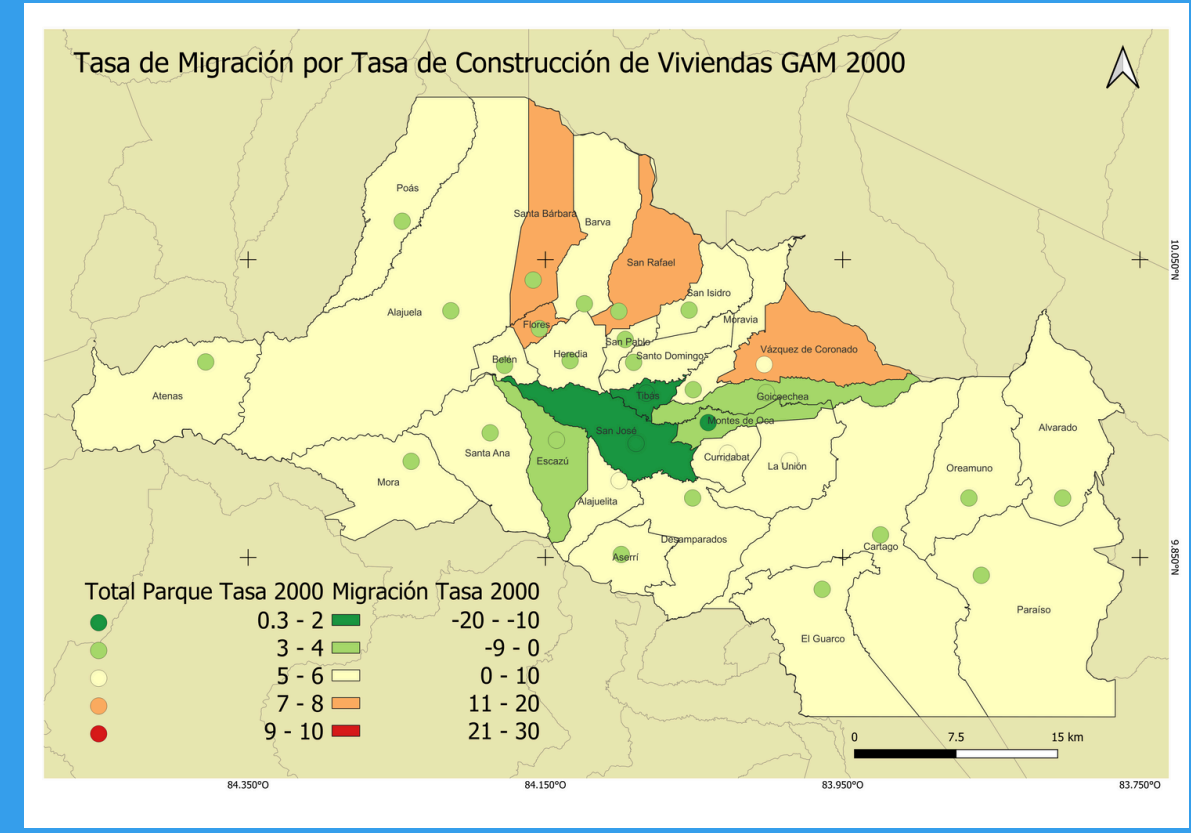 Tasa de Migración por Tasa de Construcción de Viviendas GAM 2000
Poás
Santa Bárbara
Barva
San Rafael
San Isidro
Alajuela
Flores
Moravia
San Pablo
Heredia
Santo Domingo
Vázquez de Coronado
Belén
Atenas
Tibás
Goicoechea
Montes de Oca
San José
Alvarado
Santa Ana
Escazú
Curridabat
La Unión
Oreamuno
Mora
Alajuelita
Desamparados
Cartago
Aserrí
Paraíso
El Guarco
10.050°N
9.850°N
Total Parque Tasa 2000 Migración Tasa 2000
0.3 - 2 -20 - -10
3 - 4 -9 - 0
5 - 6 0 - 10
7 - 8 11 - 20
9 - 10 21 - 30
0 7.5 15 km
84.350°O 84.150°O 83.950°O 83.750°O